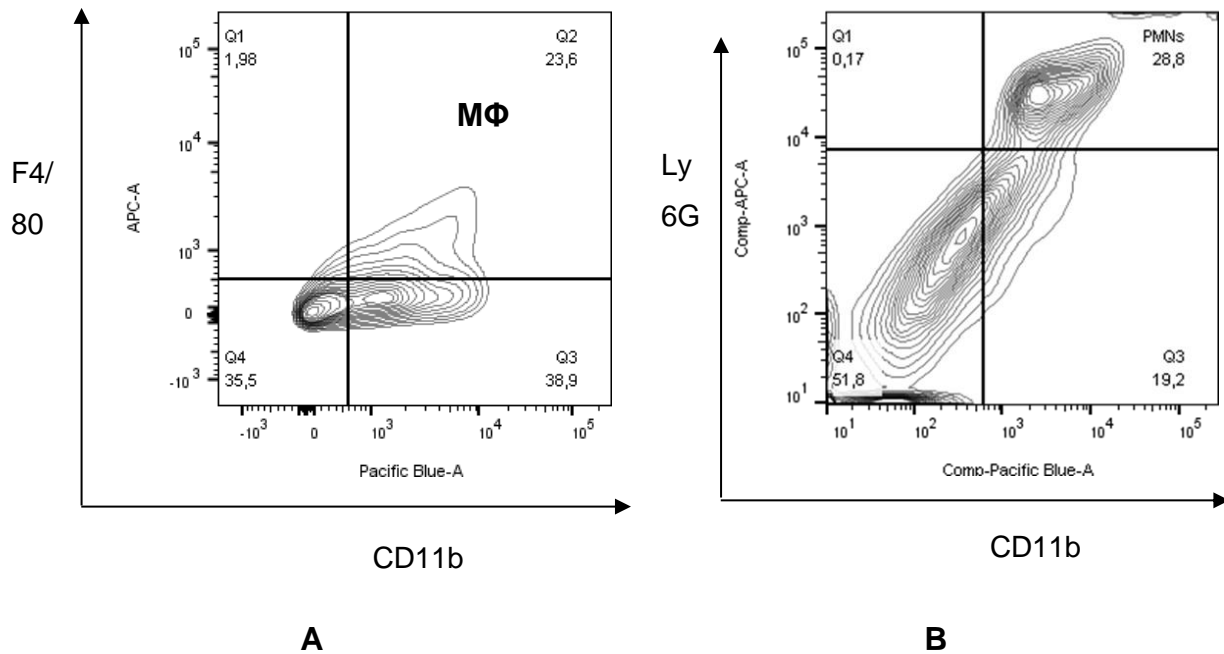 Q1
1,98
Q2
23,6
MΦ
10^5
10^4
10^3
0
-10^3
F4/
80
APC-A
Q4
35,5
Q3
38,9
-10^3 0 10^3 10^4 10^5
Pacific Blue-A
CD11b
A
Q1
0,17
PMNs
28,8
10^5
10^4
10^3
10^2
10^1
Ly
6G
Comp-APC-A
Q4
51,8
Q3
19,2
10^1 10^2 10^3 10^4 10^5
Comp-Pacific Blue-A
CD11b
B